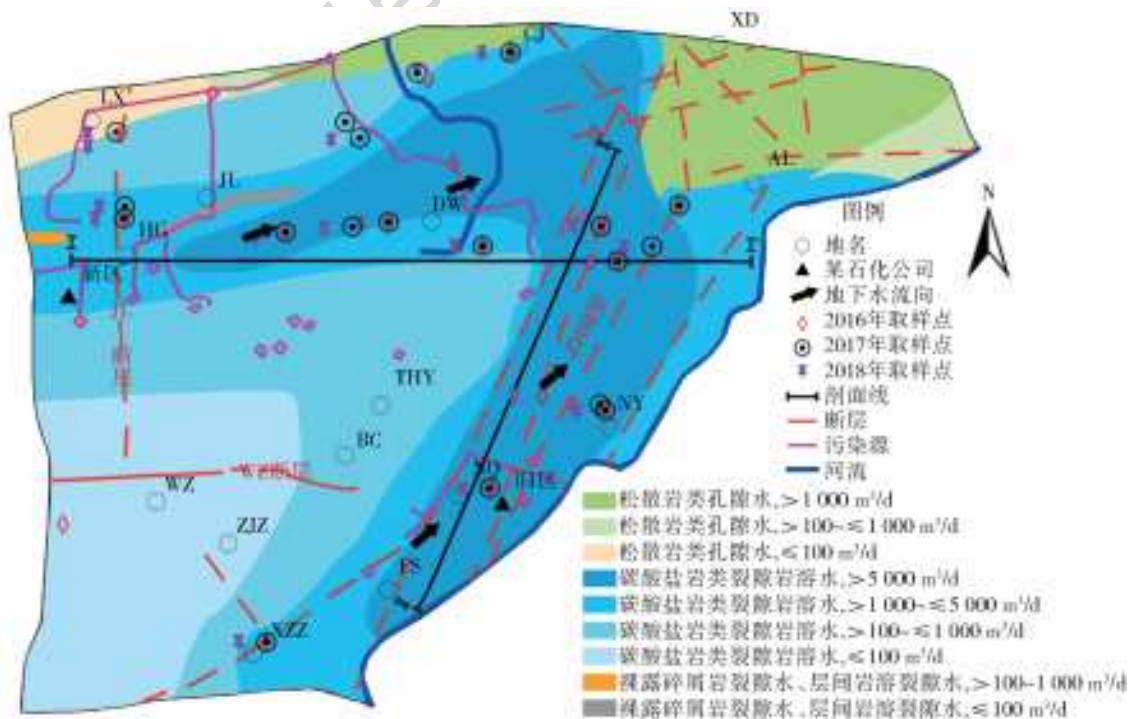 XD
LX
AL
JL
DW
HG
新区
N
图例
地名
某石化公司
地下水流向
2016年取样点
2017年取样点
2018年取样点
剖面线
断层
污染源
河流
THY
NY
BC
WZ断层
WZ
旧区
ZJZ
松散岩类孔隙水,>1 000 m³/d
松散岩类孔隙水,>100~≤1 000 m³/d
松散岩类孔隙水,≤100 m³/d
碳酸盐岩类裂隙岩溶水,>5 000 m³/d
碳酸盐岩类裂隙岩溶水,>1 000~≤5 000 m³/d
碳酸盐岩类裂隙岩溶水,>100~≤1 000 m³/d
碳酸盐岩类裂隙岩溶水,≤100 m³/d
裸露碎屑岩裂隙水、层间岩溶裂隙水,>100~1 000 m³/d
裸露碎屑岩裂隙水、层间岩溶裂隙水,≤100 m³/d